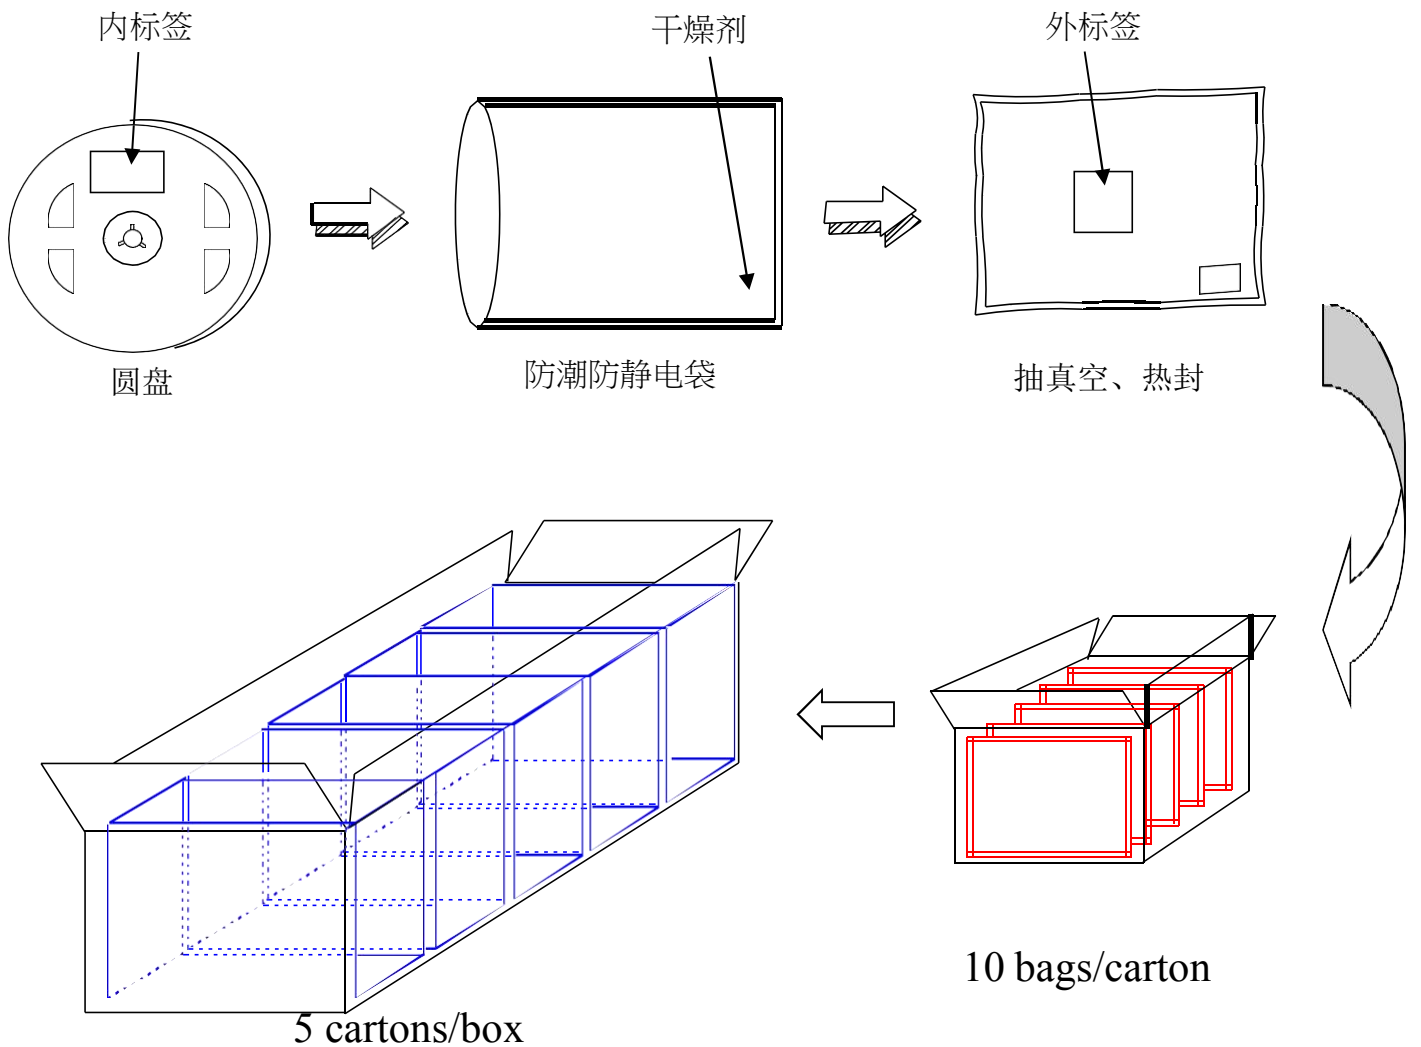 内标签
干燥剂
外标签
圆盘
防潮防静电袋
抽真空、热封
10 bags/carton
5 cartons/box